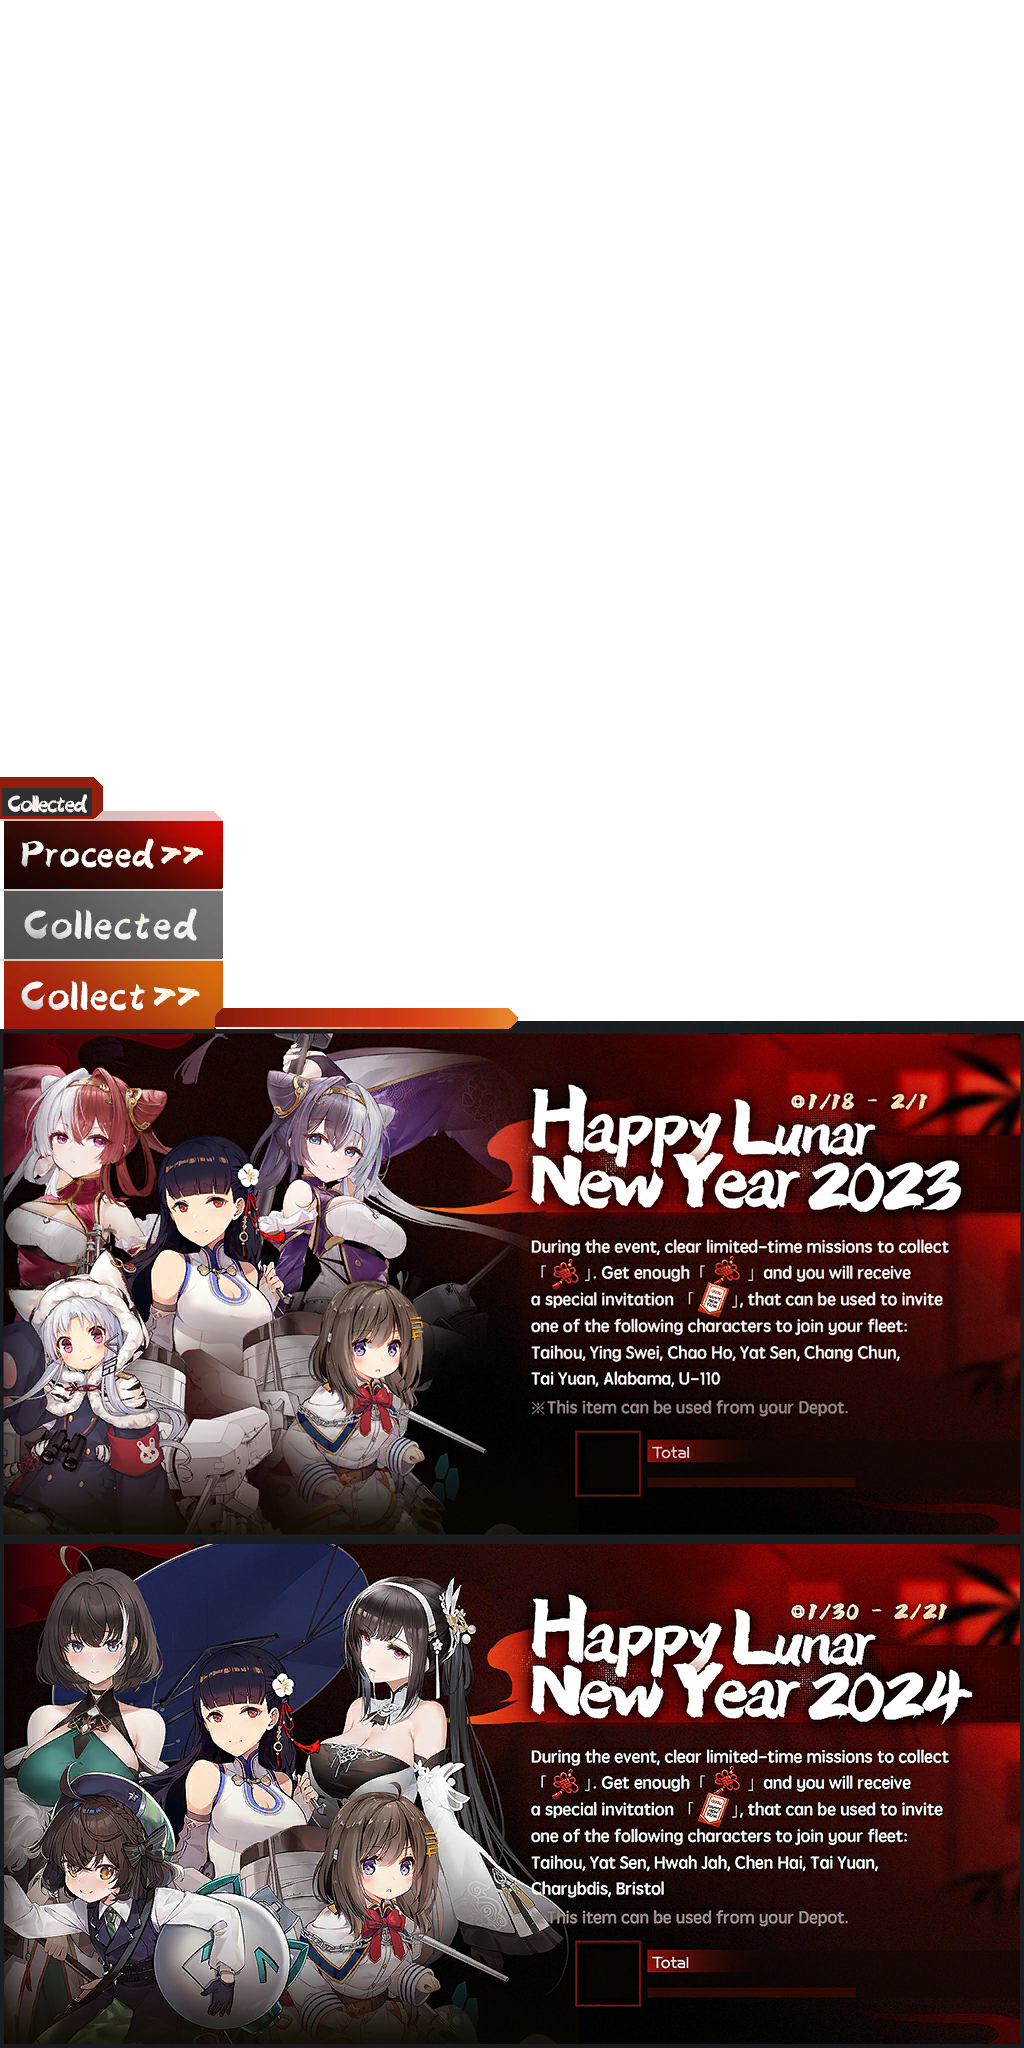 Collected
Proceed >>
Collected
Collect >>
1/18 - 2/1
Happy Lunar
New Year 2023
During the event, clear limited-time missions to collect
「 」. Get enough 「 」 and you will receive
a special invitation 「 」, that can be used to invite
one of the following characters to join your fleet:
Taihou, Ying Swei, Chao Ho, Yat Sen, Chang Chun,
Tai Yuan, Alabama, U-110
※This item can be used from your Depot.
Total
1/30 - 2/21
Happy Lunar
New Year 2024
During the event, clear limited-time missions to collect
「 」. Get enough 「 」 and you will receive
a special invitation 「 」, that can be used to invite
one of the following characters to join your fleet:
Taihou, Yat Sen, Hwah Jah, Chen Hai, Tai Yuan,
Charybdis, Bristol
This item can be used from your Depot.
Total